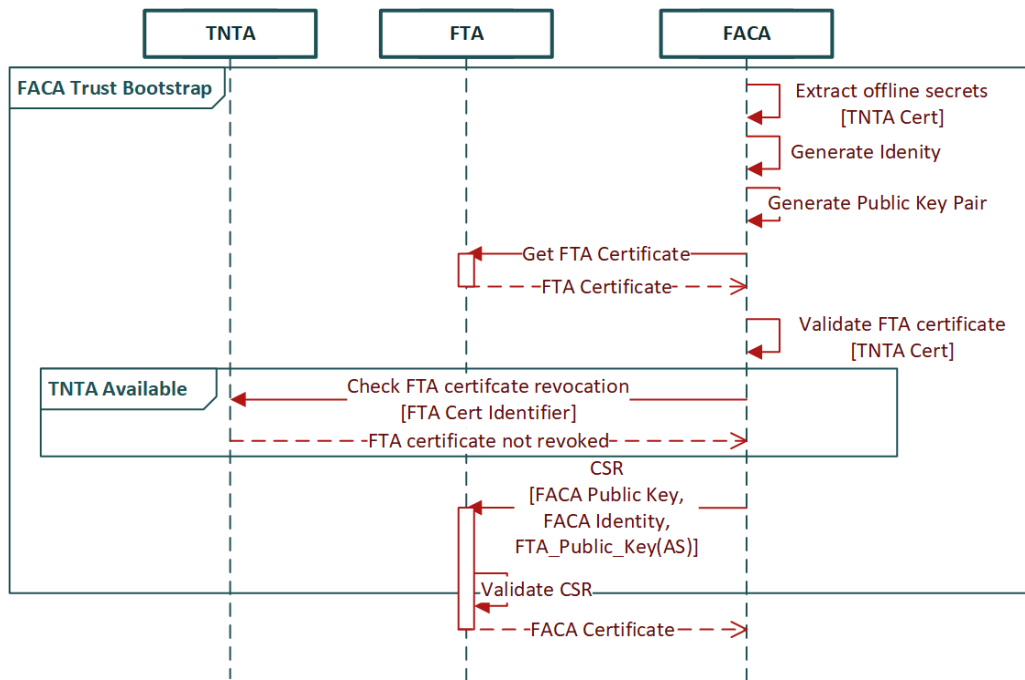 TNTA
FTA
FACA
FACA Trust Bootstrap
Extract offline secrets
[TNTA Cert]
Generate Idenity
Generate Public Key Pair
Get FTA Certificate
FTA Certificate
Validate FTA certificate
[TNTA Cert]
TNTA Available
Check FTA certifcate revocation
[FTA Cert Identifier]
FTA certificate not revoked
CSR
[FACA Public Key,
FACA Identity,
FTA_Public_Key(AS)]
Validate CSR
FACA Certificate